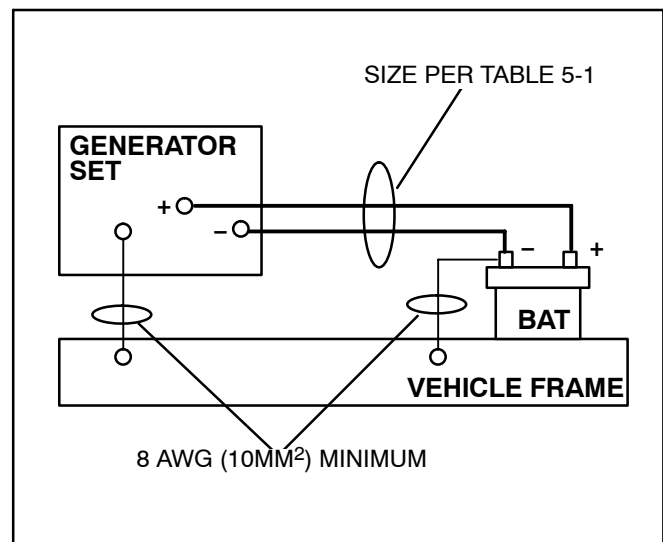 SIZE PER TABLE 5-1
GENERATOR
SET
+
−
− +
BAT
VEHICLE FRAME
8 AWG (10MM²) MINIMUM